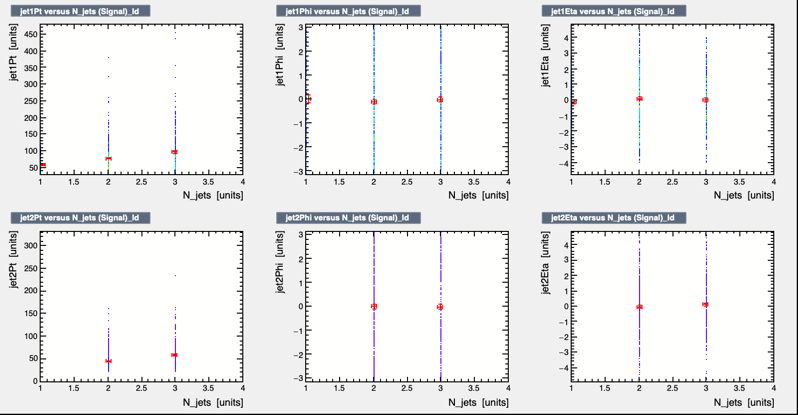 jet1Pt versus N_jets (Signal)_Id
jet1Pt [units]
450
400
350
300
250
200
150
100
50
1 1.5 2 2.5 3 3.5 4
N_jets [units]
jet1Phi versus N_jets (Signal)_Id
jet1Phi [units]
3
2
1
0
−1
−2
−3
1 1.5 2 2.5 3 3.5 4
N_jets [units]
jet1Eta versus N_jets (Signal)_Id
jet1Eta [units]
4
3
2
1
0
−1
−2
−3
−4
1 1.5 2 2.5 3 3.5 4
N_jets [units]
jet2Pt versus N_jets (Signal)_Id
jet2Pt [units]
300
250
200
150
100
50
0
1 1.5 2 2.5 3 3.5 4
N_jets [units]
jet2Phi versus N_jets (Signal)_Id
jet2Phi [units]
3
2
1
0
−1
−2
−3
1 1.5 2 2.5 3 3.5 4
N_jets [units]
jet2Eta versus N_jets (Signal)_Id
jet2Eta [units]
4
3
2
1
0
−1
−2
−3
−4
1 1.5 2 2.5 3 3.5 4
N_jets [units]